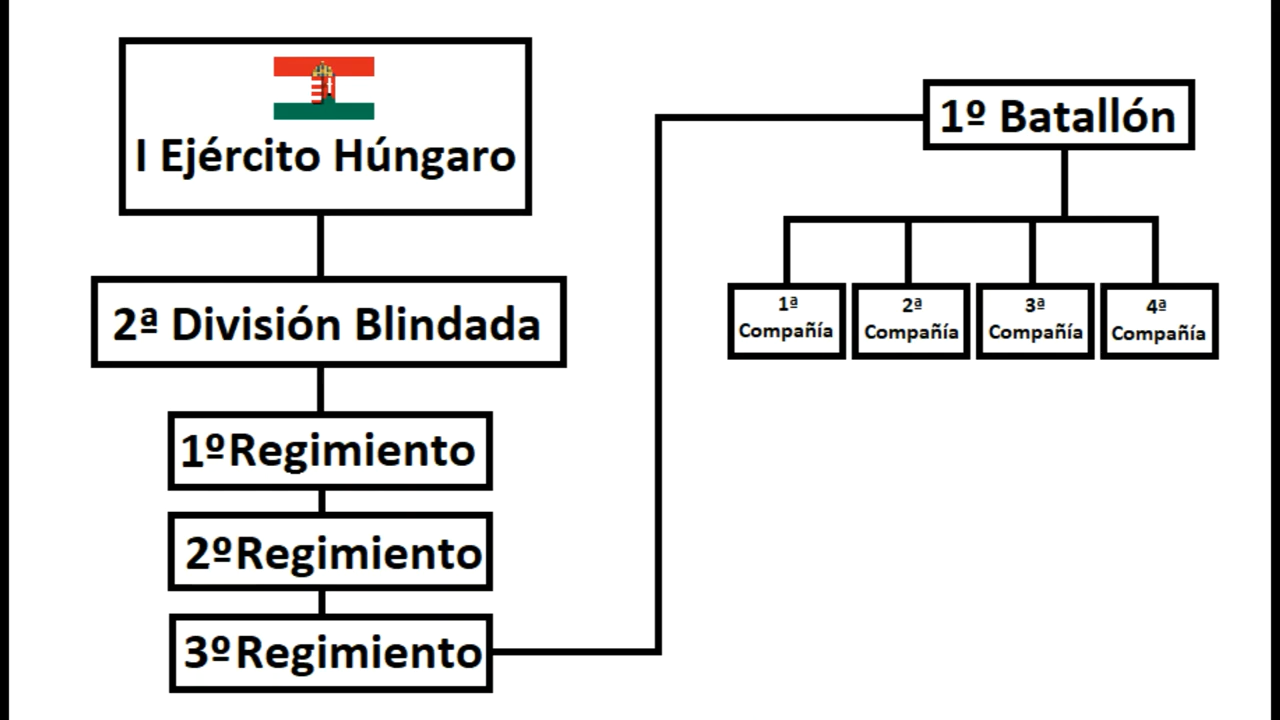 I Ejército Húngaro
2ª División Blindada
1ºRegimiento
2ºRegimiento
3ºRegimiento
1º Batallón
1ª
Compañía
2ª
Compañía
3ª
Compañía
4ª
Compañía